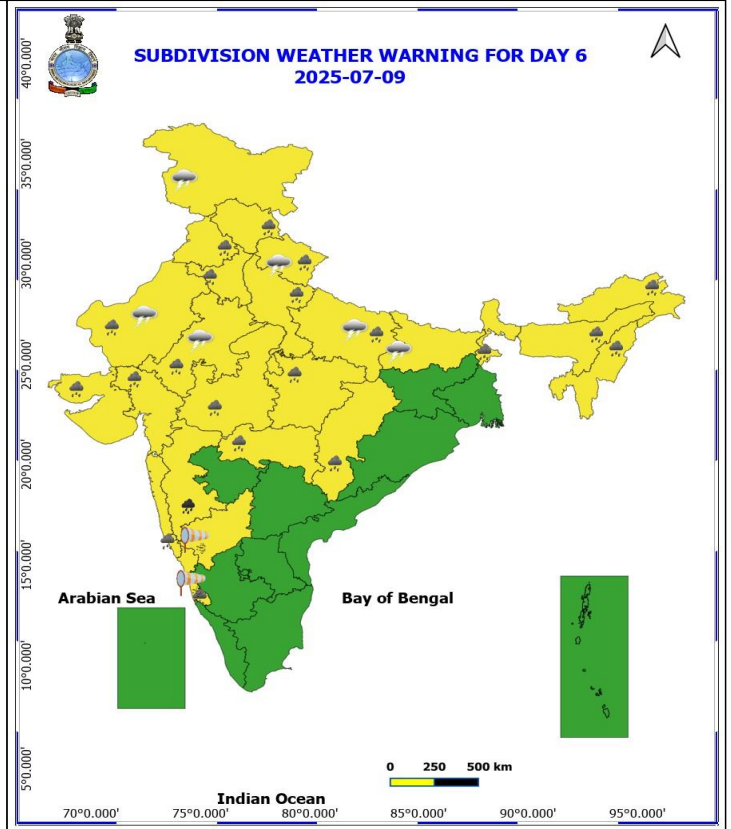 SUBDIVISION WEATHER WARNING FOR DAY 6
2025-07-09
40°0.000'
35°0.000'
30°0.000'
25°0.000'
20°0.000'
15°0.000'
10°0.000'
5°0.000'
Arabian Sea
Bay of Bengal
0 250 500 km
Indian Ocean
70°0.000' 75°0.000' 80°0.000' 85°0.000' 90°0.000' 95°0.000'